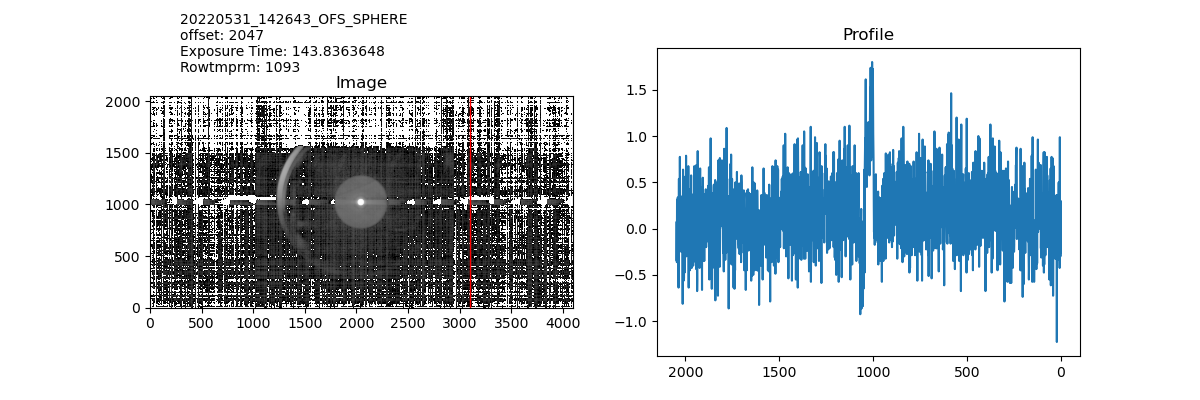 20220531_142643_OFS_SPHERE
offset: 2047
Exposure Time: 143.8363648
Rowtmprm: 1093
Image
2000
1500
1000
500
0
0 500 1000 1500 2000 2500 3000 3500 4000
Profile
1.5
1.0
0.5
0.0
−0.5
−1.0
2000 1500 1000 500 0